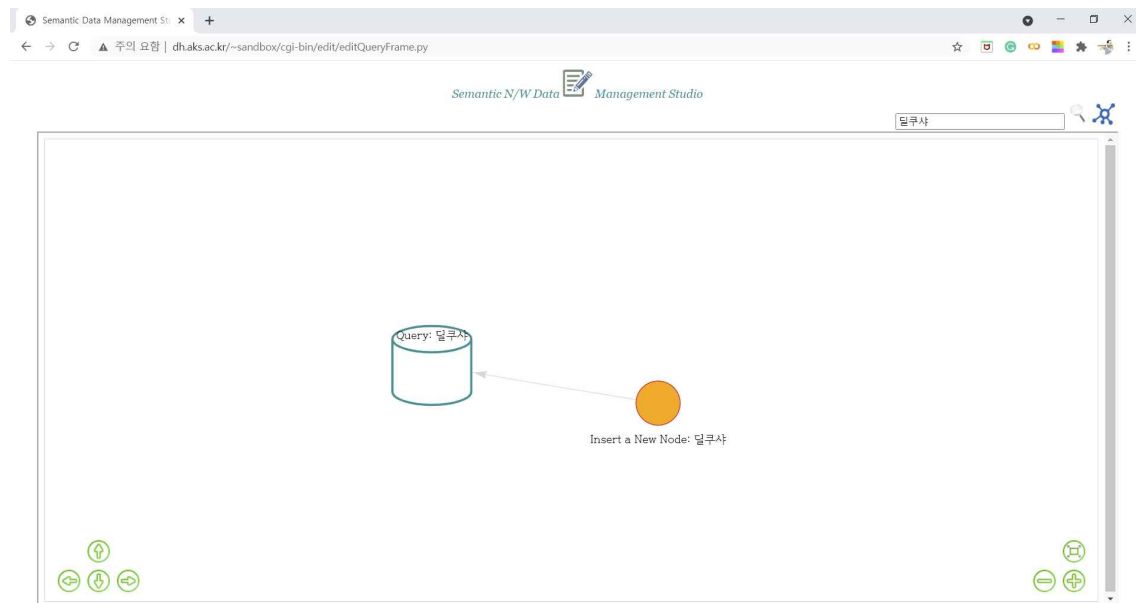 Semantic Data Management St
주의 요함 | dh.aks.ac.kr/~sandbox/cgi-bin/edit/editQueryFrame.py
Semantic N/W Data Management Studio
딜쿠샤
Query: 딜쿠샤
Insert a New Node: 딜쿠샤